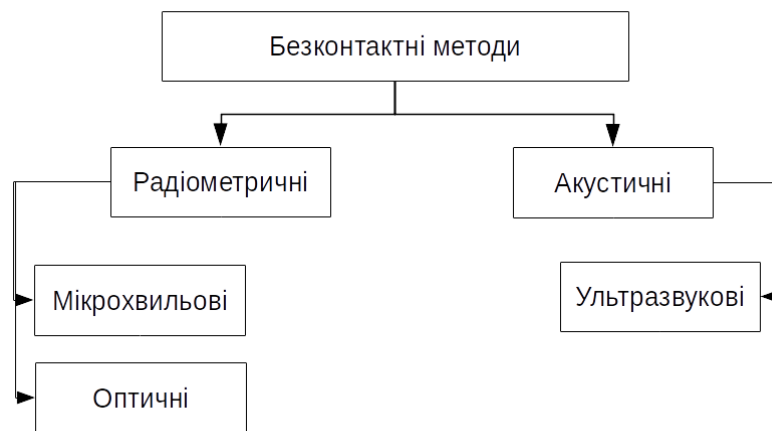 Безконтактні методи
Радіометричні
Акустичні
Мікрохвильові
Ультразвукові
Оптичні